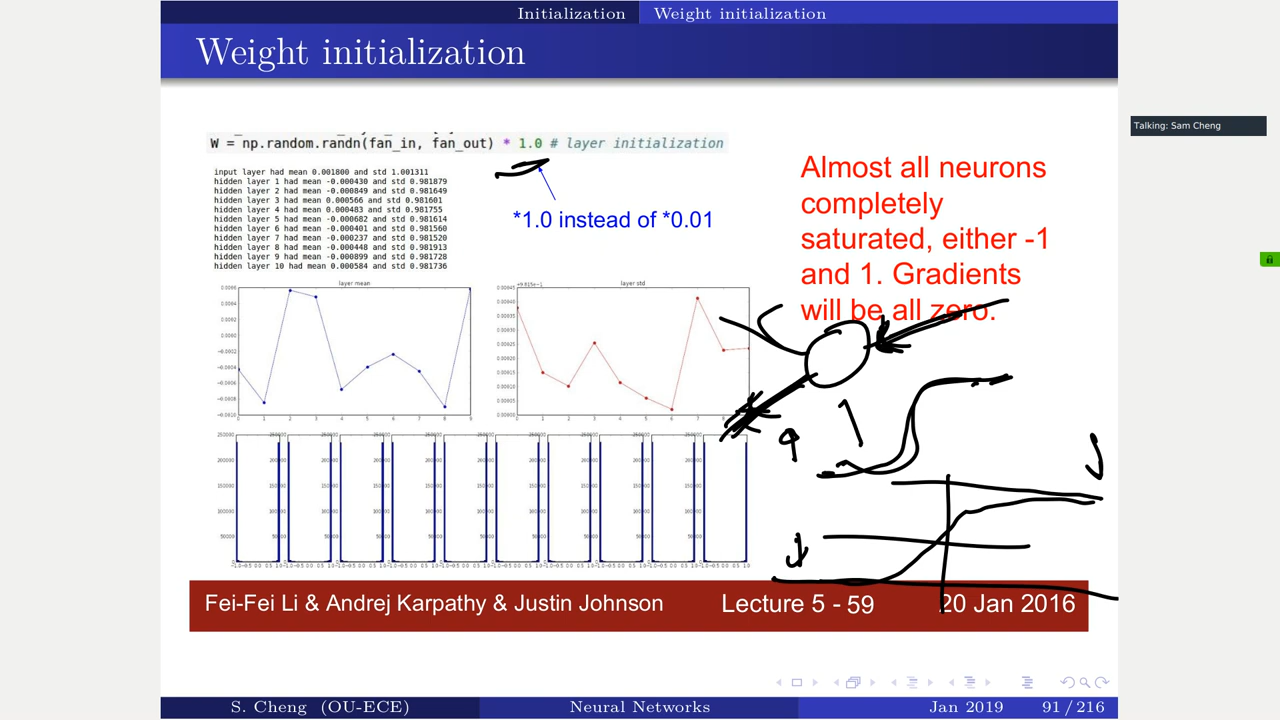 Initialization Weight initialization
Weight initialization
W = np.random.randn(fan_in, fan_out) * 1.0 # layer initialization
Talking: Sam Cheng
input layer had mean 0.001800 and std 1.001311
hidden layer 1 had mean -0.000430 and std 0.981879
hidden layer 2 had mean -0.000849 and std 0.981649
hidden layer 3 had mean 0.000566 and std 0.981601
hidden layer 4 had mean 0.000483 and std 0.981755
hidden layer 5 had mean -0.000682 and std 0.981614
hidden layer 6 had mean -0.000401 and std 0.981560
hidden layer 7 had mean -0.000237 and std 0.981520
hidden layer 8 had mean -0.000448 and std 0.981913
hidden layer 9 had mean -0.000899 and std 0.981728
hidden layer 10 had mean 0.000584 and std 0.981736
*1.0 instead of *0.01
Almost all neurons
completely
saturated, either -1
and 1. Gradients
will be all zero.
layer mean
layer std
Fei-Fei Li & Andrej Karpathy & Justin Johnson Lecture 5 - 59 20 Jan 2016
S. Cheng (OU-ECE) Neural Networks Jan 2019 91 / 216